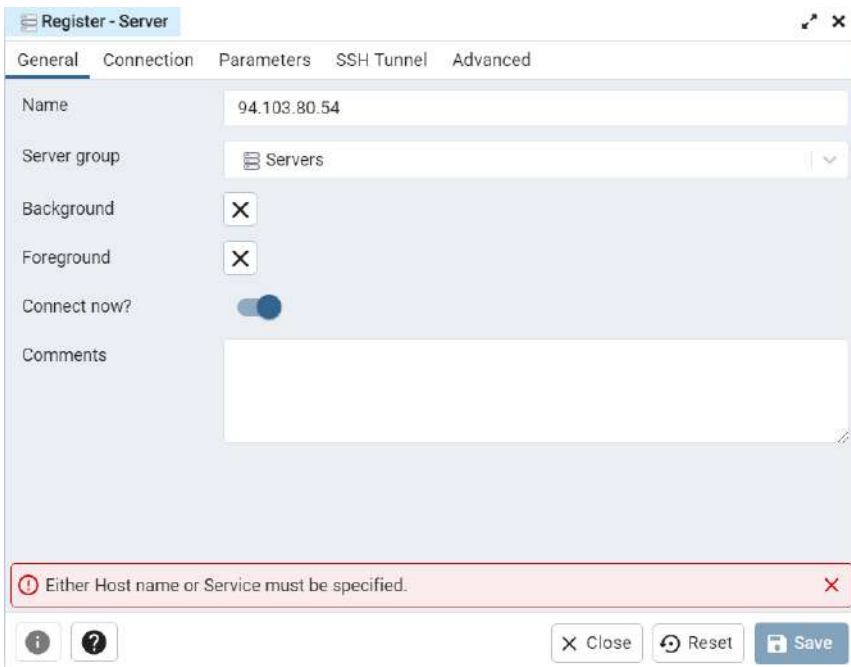 Register - Server
General Connection Parameters SSH Tunnel Advanced
Name 94.103.80.54
Server group Servers
Background
Foreground
Connect now?
Comments
Either Host name or Service must be specified.
Close Reset Save